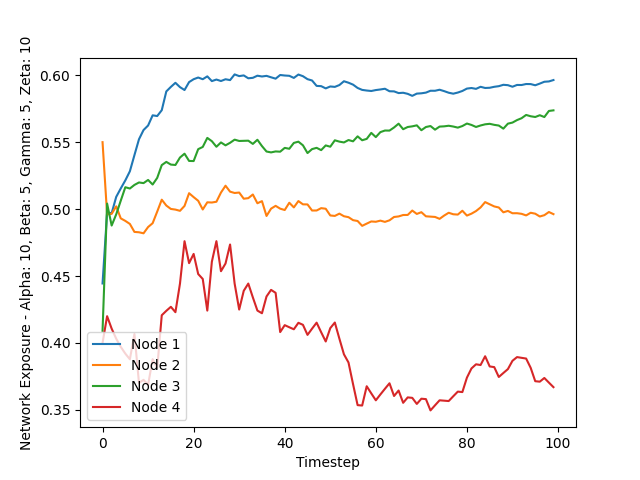 Network Exposure - Alpha: 10, Beta: 5, Gamma: 5, Zeta: 10
0.60
0.55
0.50
0.45
0.40
0.35
Node 1
Node 2
Node 3
Node 4
0 20 40 60 80 100
Timestep